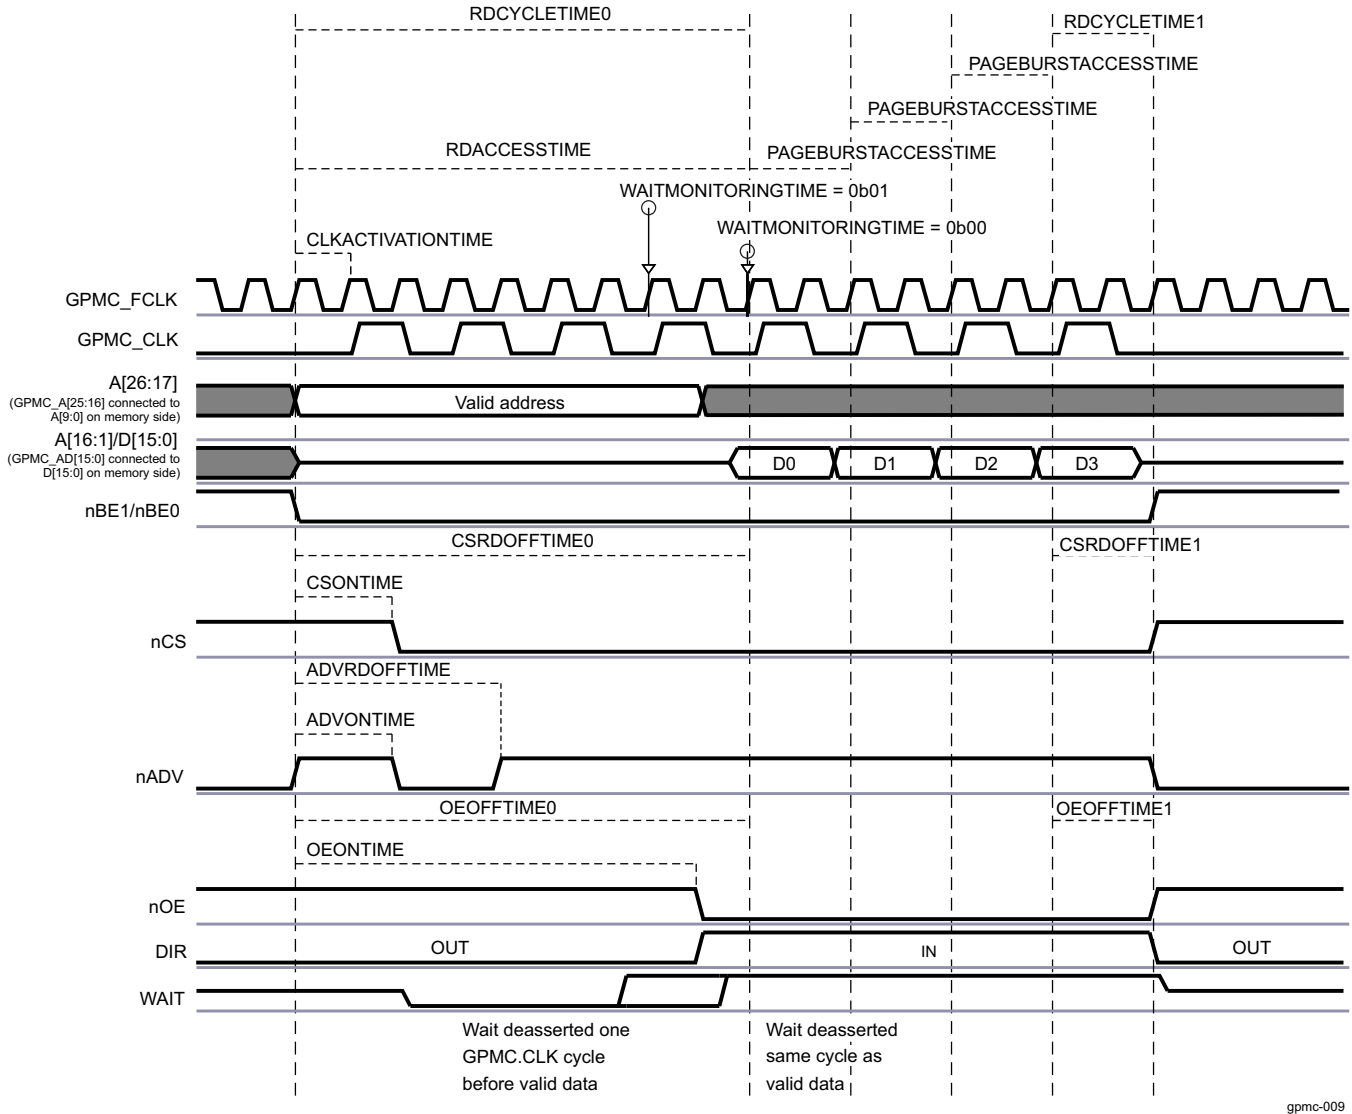 RDCYCLETIME0
RDCYCLETIME1
PAGEBURSTACCESSTIME
PAGEBURSTACCESSTIME
RDACCESSTIME
PAGEBURSTACCESSTIME
WAITMONITORINGTIME = 0b01
WAITMONITORINGTIME = 0b00
CLKACTIVATIONTIME
GPMC_FCLK
GPMC_CLK
A[26:17]
(GPMC_A[25:16] connected to
A[9:0] on memory side)
Valid address
A[16:1]/D[15:0]
(GPMC_AD[15:0] connected to
D[15:0] on memory side)
D0 D1 D2 D3
nBE1/nBE0
CSRDOFFTIME0
CSRDOFFTIME1
CSONTIME
nCS
ADVRDOFFTIME
ADVONTIME
nADV
OEOFFTIME0
OEOFFTIME1
OEONTIME
nOE
DIR OUT IN OUT
WAIT
Wait deasserted one
GPMC.CLK cycle
before valid data
Wait deasserted
same cycle as
valid data
gpmc-009